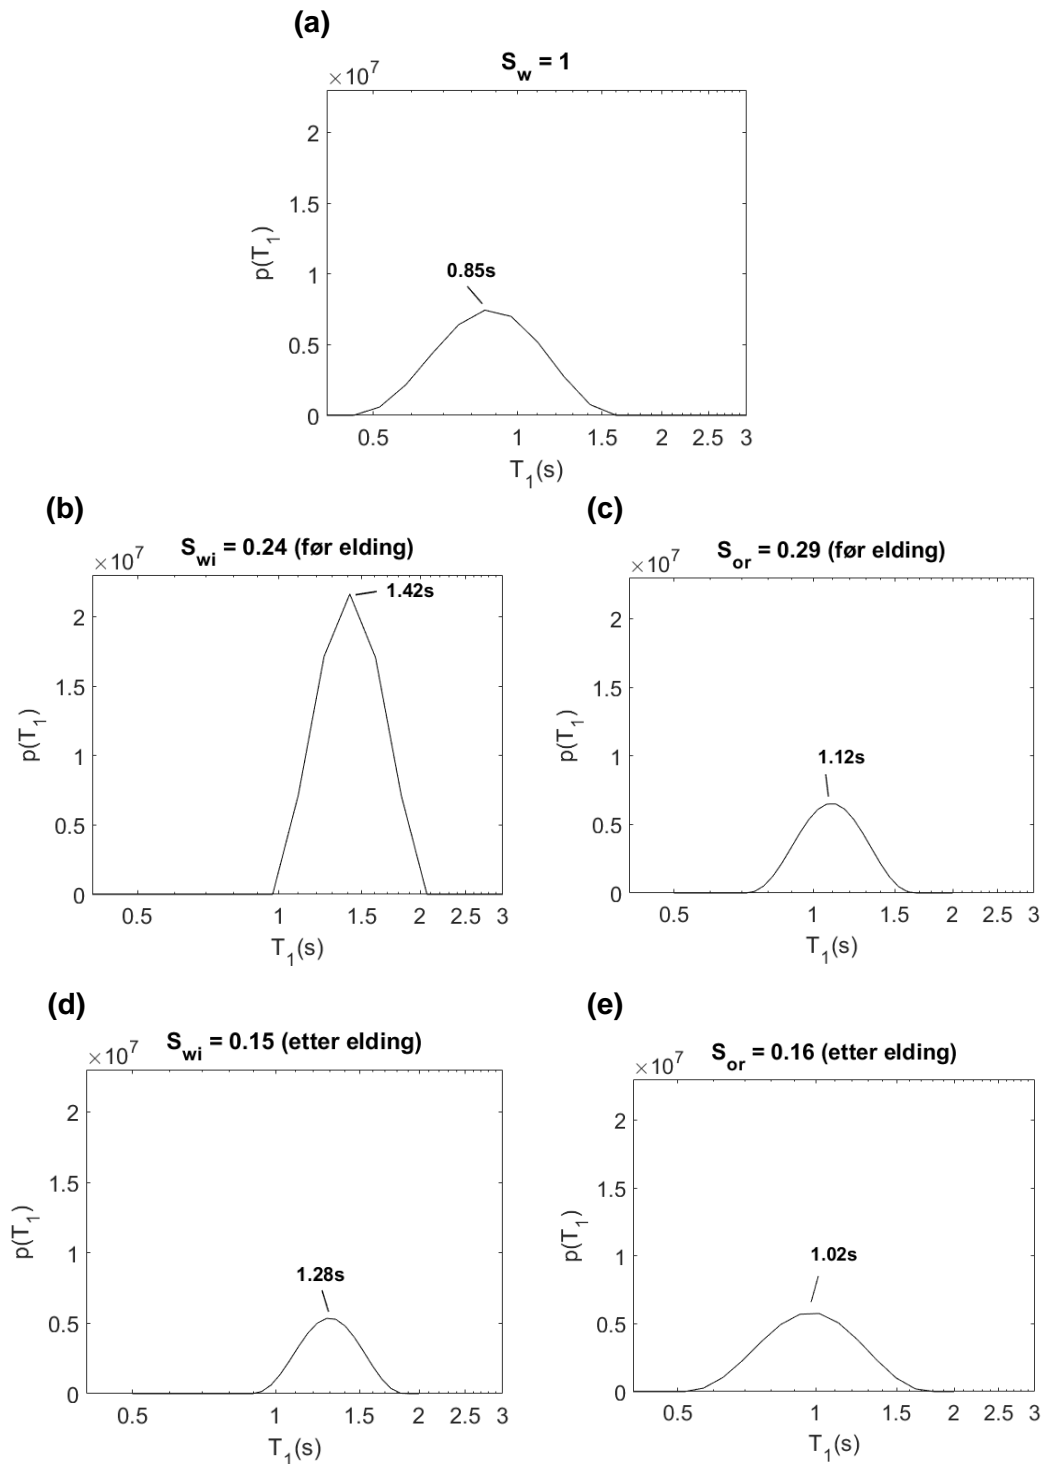 (a)
S_w = 1
×10^7
2
1.5
1
0.5
0
p(T_1)
0.85s
0.5 1 1.5 2 2.5 3
T_1(s)
(b)
S_wi = 0.24 (før elding)
×10^7
2
1.5
1
0.5
0
p(T_1)
1.42s
0.5 1 1.5 2 2.5 3
T_1(s)
(c)
S_or = 0.29 (før elding)
×10^7
2
1.5
1
0.5
0
p(T_1)
1.12s
0.5 1 1.5 2 2.5 3
T_1(s)
(d)
S_wi = 0.15 (etter elding)
×10^7
2
1.5
1
0.5
0
p(T_1)
1.28s
0.5 1 1.5 2 2.5 3
T_1(s)
(e)
S_or = 0.16 (etter elding)
×10^7
2
1.5
1
0.5
0
p(T_1)
1.02s
0.5 1 1.5 2 2.5 3
T_1(s)